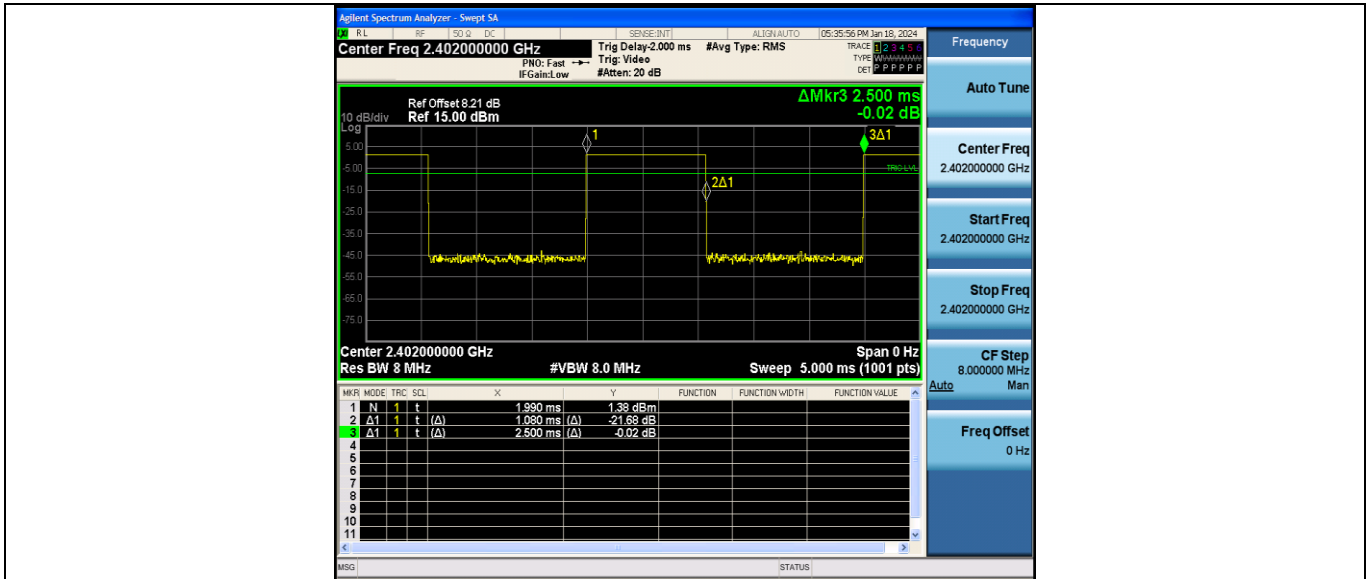 Agilent Spectrum Analyzer - Swept SA
LXI RL RF 50 Ω DC SENSE:INT ALIGNAUTO 05:35:56 PM Jan 18, 2024
Center Freq 2.402000000 GHz
Trig Delay-2.000 ms #Avg Type: RMS
TRACE 1 2 3 4 5 6
PNO: Fast Trig: Video
TYPE
IFGain:Low #Atten: 20 dB
DET P P P P P P
Frequency
ΔMkr3 2.500 ms
-0.02 dB
Ref Offset 8.21 dB
10 dB/div Ref 15.00 dBm
Log
1
3Δ1
5.00
-5.00
TRIG LVL
-15.0
2Δ1
-25.0
-35.0
-45.0
-55.0
-65.0
-75.0
Center 2.402000000 GHz Span 0 Hz
Res BW 8 MHz #VBW 8.0 MHz Sweep 5.000 ms (1001 pts)
MKR MODE TRC SCL X Y FUNCTION FUNCTION WIDTH FUNCTION VALUE
1 N 1 t 1.990 ms 1.38 dBm
2 Δ1 1 t (Δ) 1.080 ms (Δ) -21.68 dB
3 Δ1 1 t (Δ) 2.500 ms (Δ) -0.02 dB
4
5
6
7
8
9
10
11
Auto Tune
Center Freq
2.402000000 GHz
Start Freq
2.402000000 GHz
Stop Freq
2.402000000 GHz
CF Step
8.000000 MHz
Auto Man
Freq Offset
0 Hz
MSG STATUS